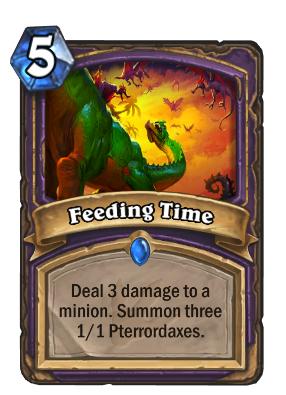 5
Feeding Time
Deal 3 damage to a
minion. Summon three
1/1 Pterrordaxes.